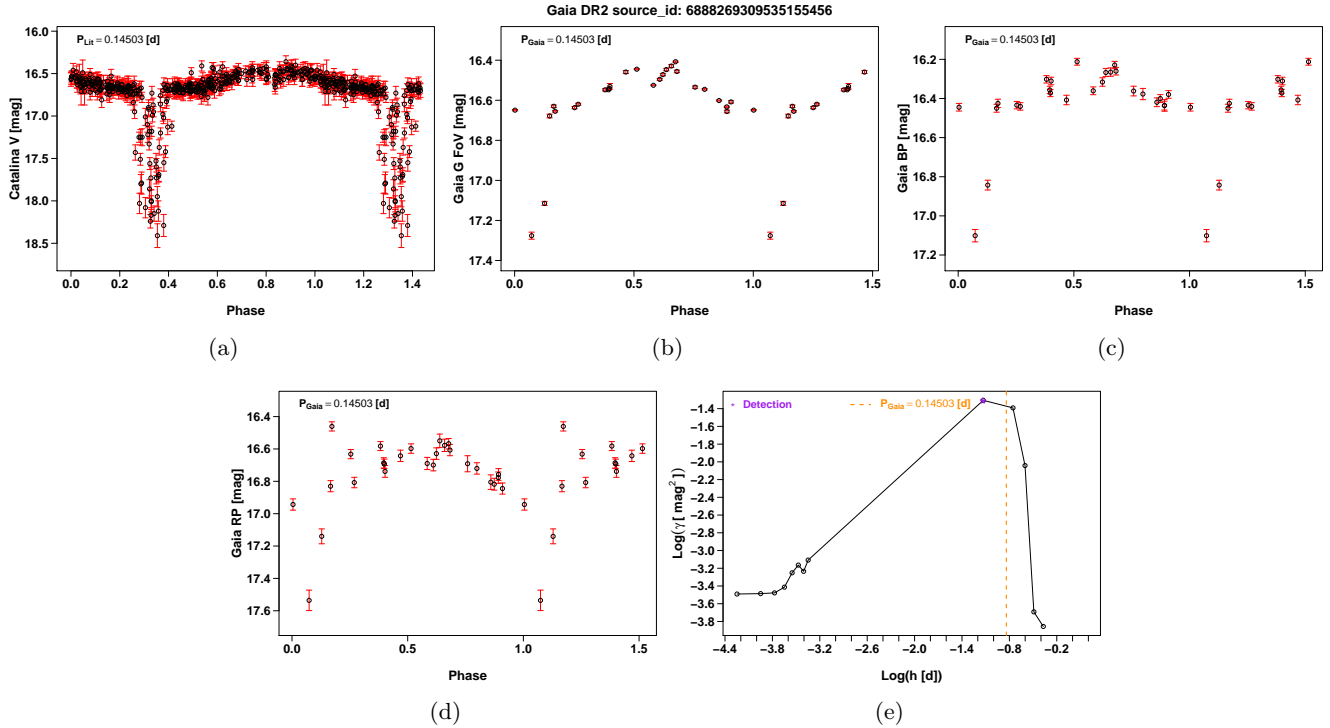 Gaia DR2 source_id: 6888269309535155456
P_Lit = 0.14503 [d]
Catalina V [mag]
16.0
16.5
17.0
17.5
18.0
18.5
0.0 0.2 0.4 0.6 0.8 1.0 1.2 1.4
Phase
(a)
P_Gaia = 0.14503 [d]
Gaia G FoV [mag]
16.4
16.6
16.8
17.0
17.2
17.4
0.0 0.5 1.0 1.5
Phase
(b)
P_Gaia = 0.14503 [d]
Gaia BP [mag]
16.2
16.4
16.6
16.8
17.0
17.2
0.0 0.5 1.0 1.5
Phase
(c)
P_Gaia = 0.14503 [d]
Gaia RP [mag]
16.4
16.6
16.8
17.0
17.2
17.4
17.6
0.0 0.5 1.0 1.5
Phase
(d)
Detection
P_Gaia = 0.14503 [d]
Log(γ [ mag²])
−1.4
−1.6
−1.8
−2.0
−2.2
−2.4
−2.6
−2.8
−3.0
−3.2
−3.4
−3.6
−3.8
−4.4 −3.8 −3.2 −2.6 −2.0 −1.4 −0.8 −0.2
Log(h [d])
(e)